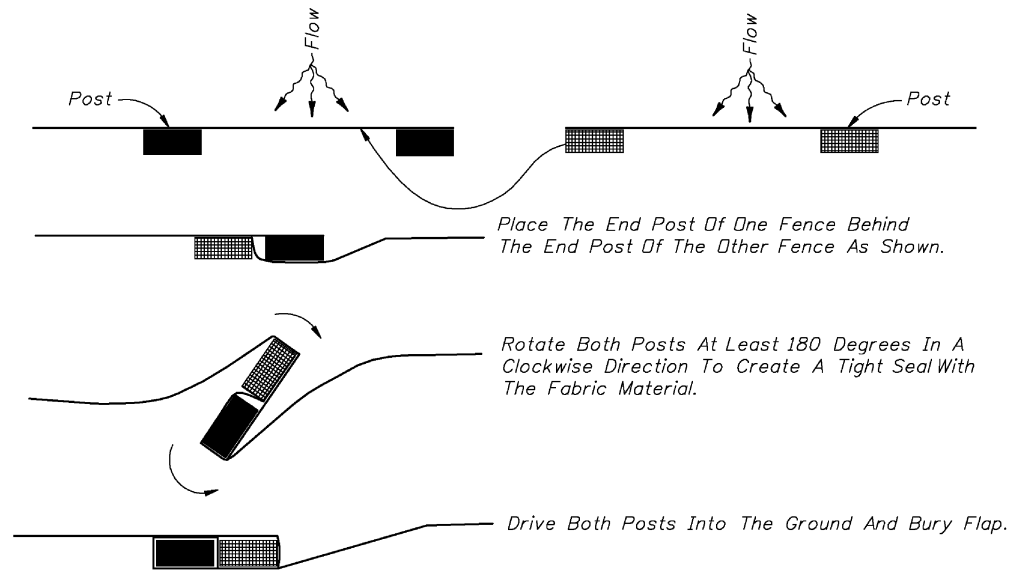 Flow
Flow
Post
Post
Place The End Post Of One Fence Behind
The End Post Of The Other Fence As Shown.
Rotate Both Posts At Least 180 Degrees In A
Clockwise Direction To Create A Tight Seal With
The Fabric Material.
Drive Both Posts Into The Ground And Bury Flap.